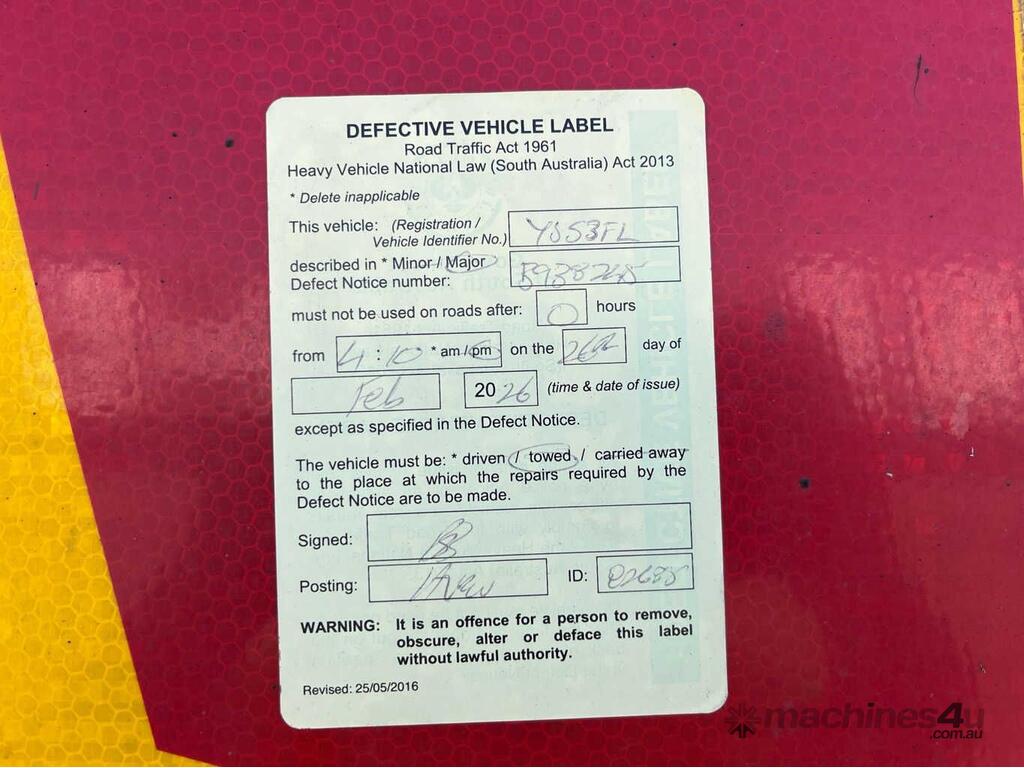 DEFECTIVE VEHICLE LABEL
Road Traffic Act 1961
Heavy Vehicle National Law (South Australia) Act 2013
* Delete inapplicable
This vehicle: (Registration / Vehicle Identifier No.) YS53FL
described in * Minor / Major
Defect Notice number:
must not be used on roads after: 0 hours
from 4:10 * am / pm on the day of
Feb 2026 (time & date of issue)
except as specified in the Defect Notice.
The vehicle must be: * driven / towed / carried away
to the place at which the repairs required by the
Defect Notice are to be made.
Signed:
Posting: ID:
WARNING: It is an offence for a person to remove,
obscure, alter or deface this label
without lawful authority.
Revised: 25/05/2016
machines4u
.com.au